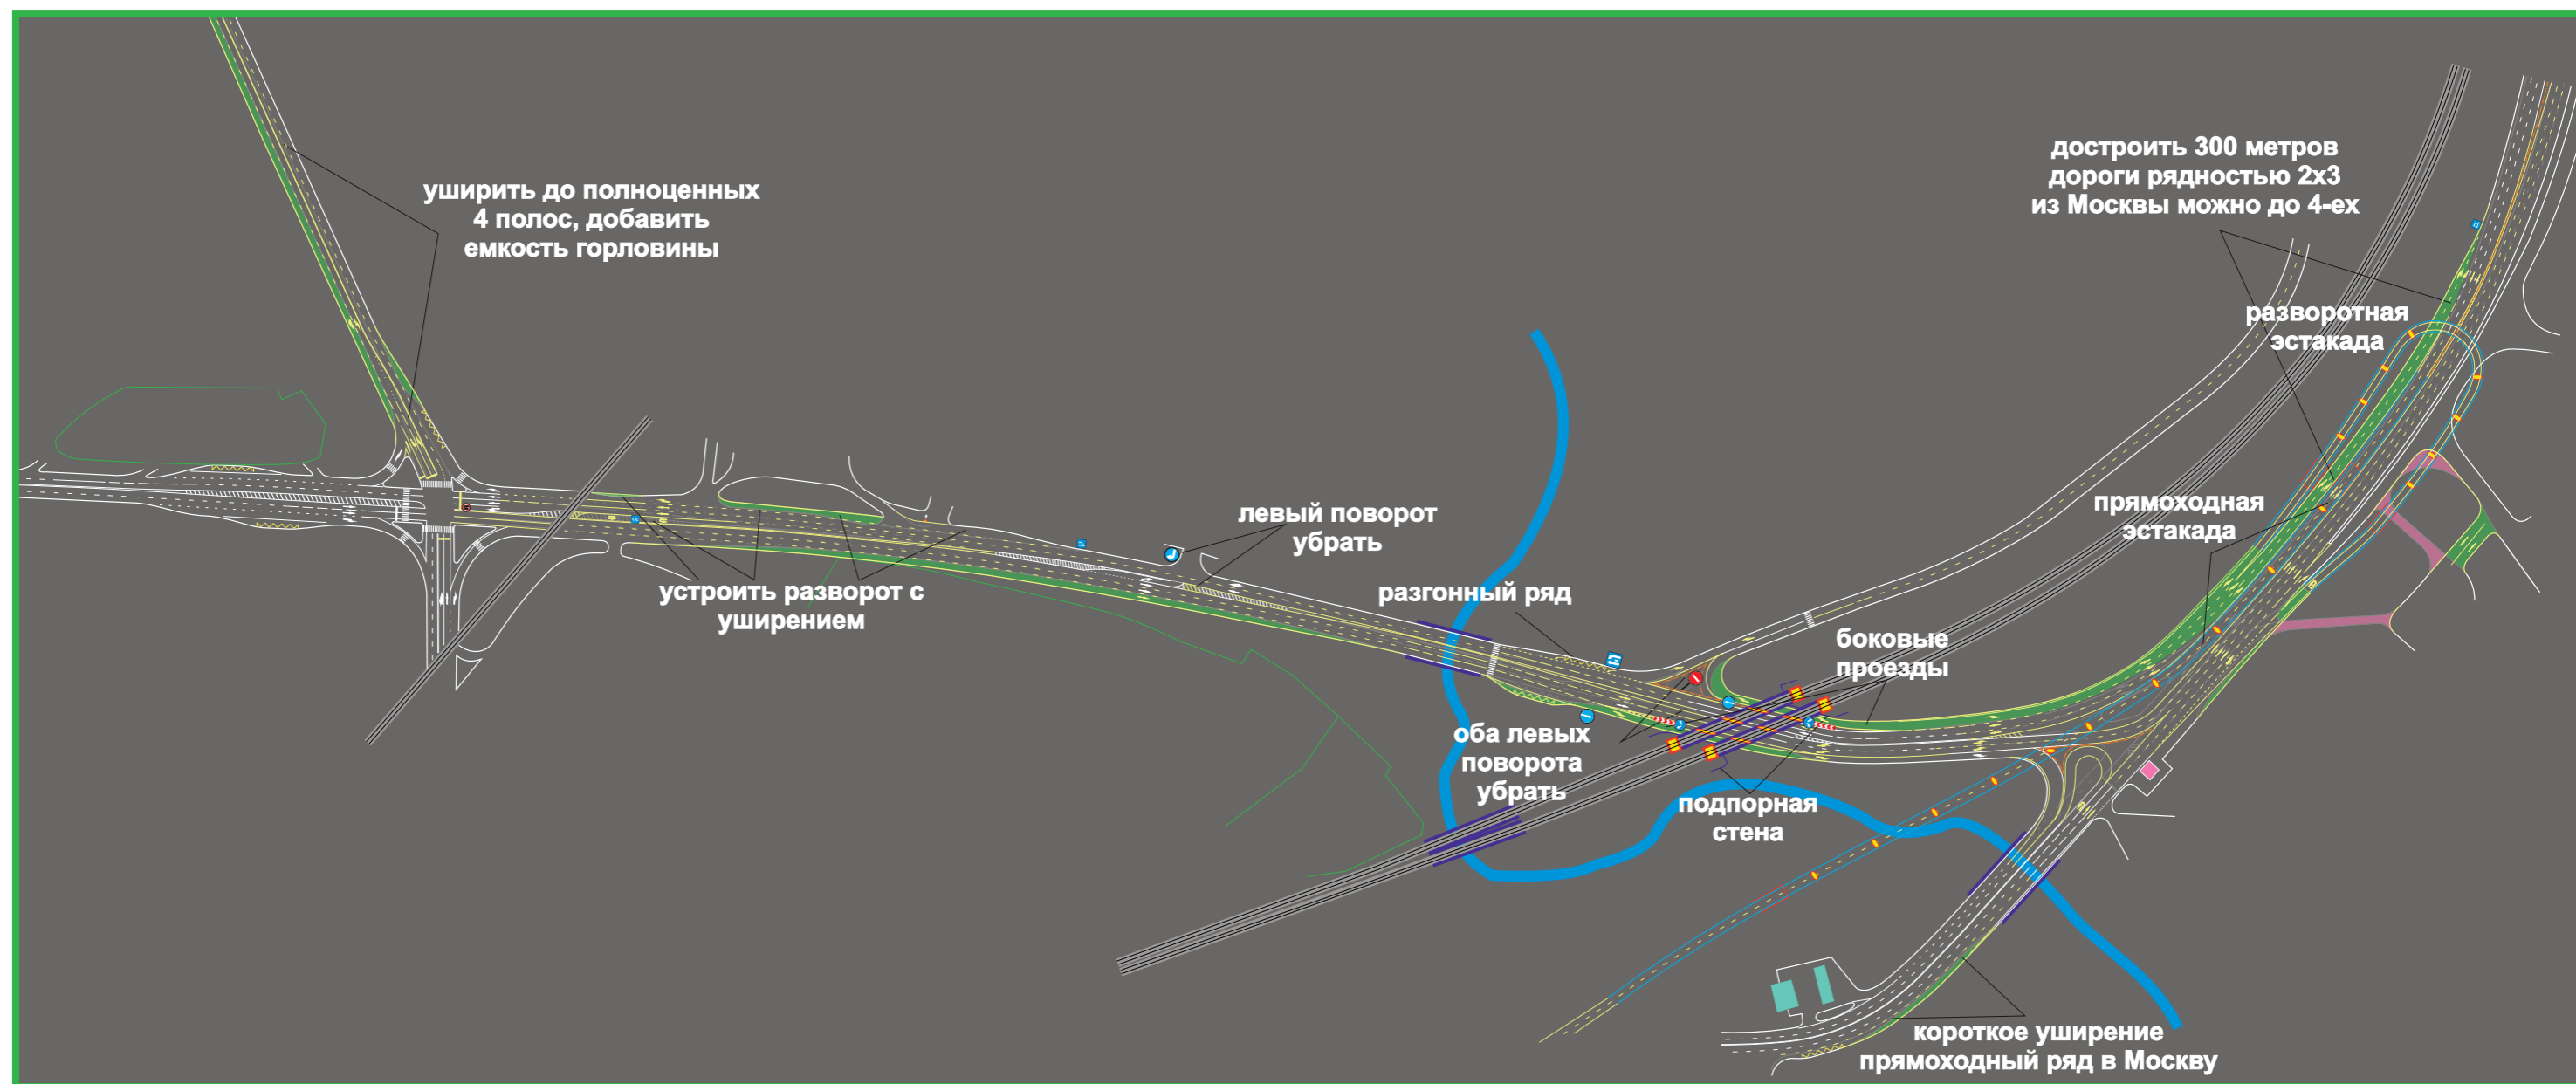 уширить до полноценных
4 полос, добавить
емкость горловины
достроить 300 метров
дороги рядностью 2х3
из Москвы можно до 4-ех
разворотная
эстакада
прямоходная
эстакада
левый поворот
убрать
устроить разворот с
уширением
разгонный ряд
боковые
проезды
оба левых
поворота
убрать
подпорная
стена
короткое уширение
прямоходный ряд в Москву